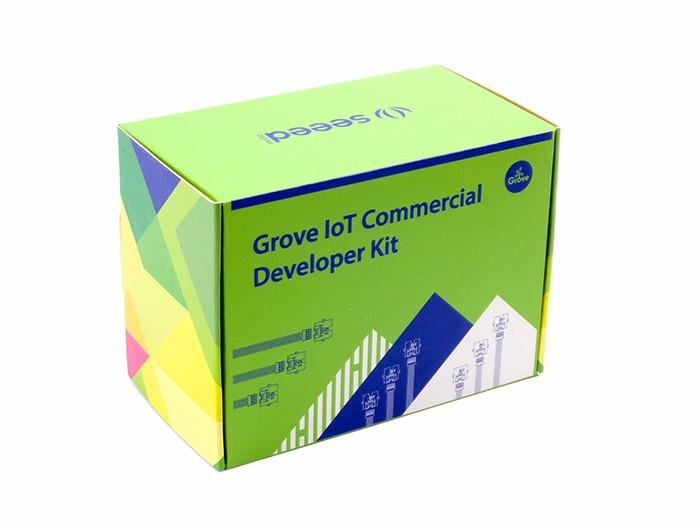 seeed
Grove
Grove IoT Commercial
Developer Kit